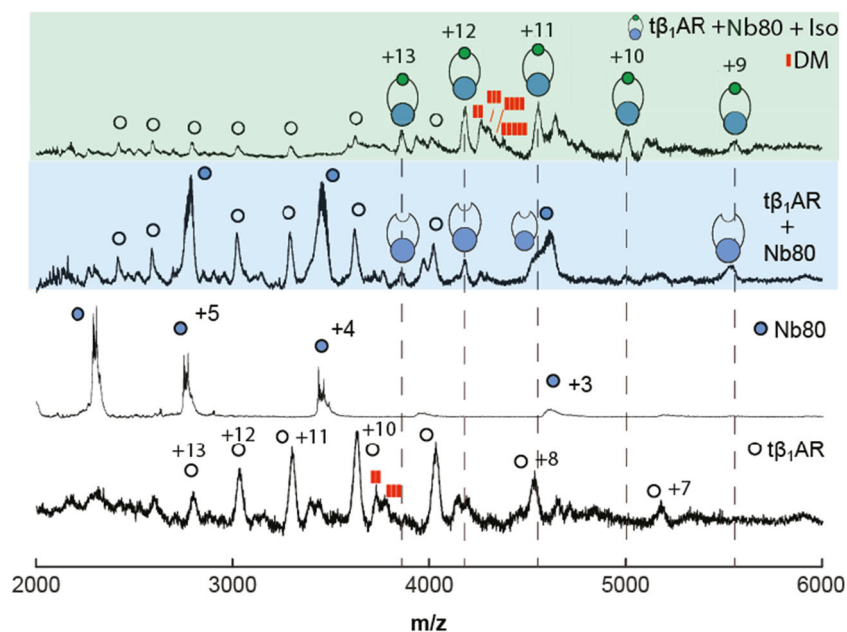 tβ₁AR +Nb80 + Iso
DM
+13
+12
+11
+10
+9
tβ₁AR
+
Nb80
+5
+4
+3
Nb80
+13
+12
+11
+10
+8
+7
tβ₁AR
2000 3000 4000 5000 6000
m/z